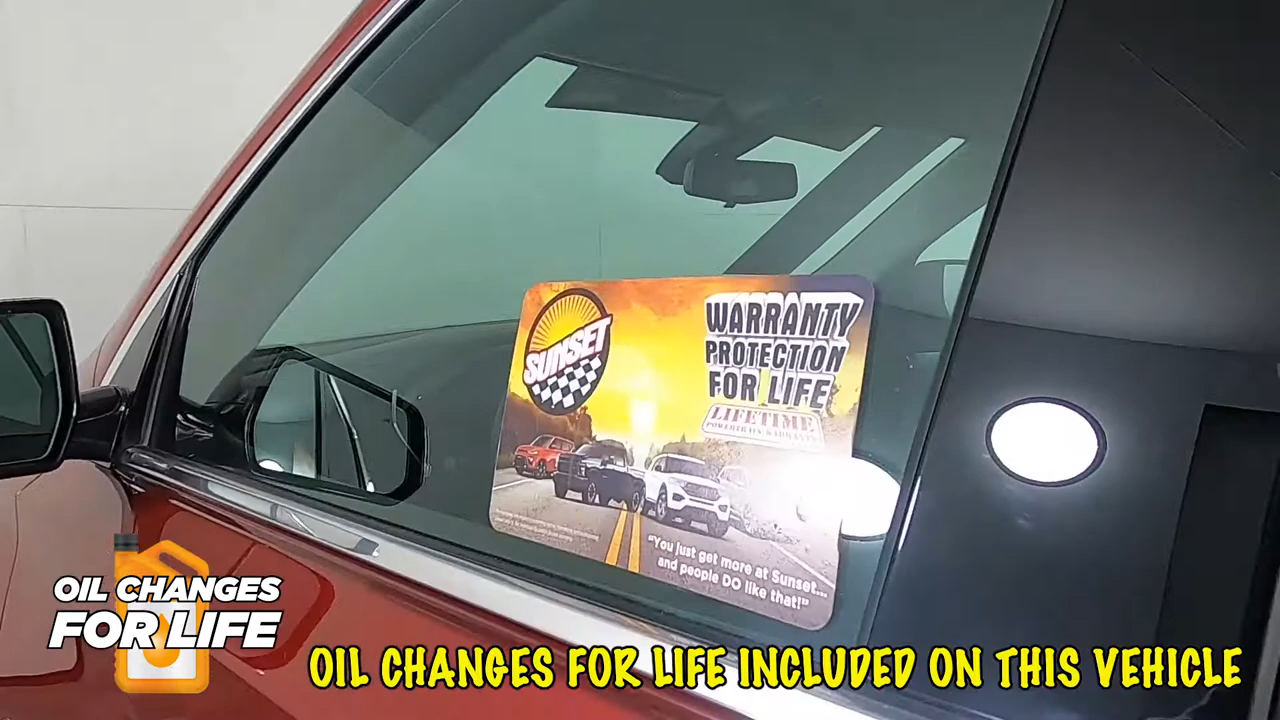 SUNSET
WARRANTY
PROTECTION
FOR LIFE
LIFETIME
POWERTRAIN WARRANTY
"You just get more at Sunset...
and people DO like that!"
OIL CHANGES
FOR LIFE
OIL CHANGES FOR LIFE INCLUDED ON THIS VEHICLE